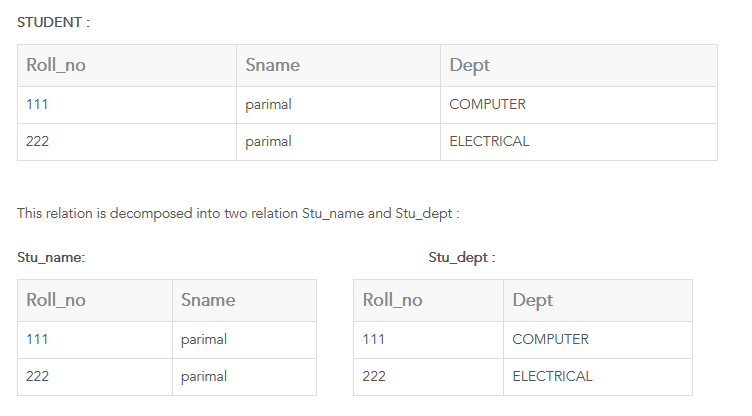 STUDENT :
Roll_no Sname Dept
111 parimal COMPUTER
222 parimal ELECTRICAL
This relation is decomposed into two relation Stu_name and Stu_dept :
Stu_name: Stu_dept :
Roll_no Sname Roll_no Dept
111 parimal 111 COMPUTER
222 parimal 222 ELECTRICAL